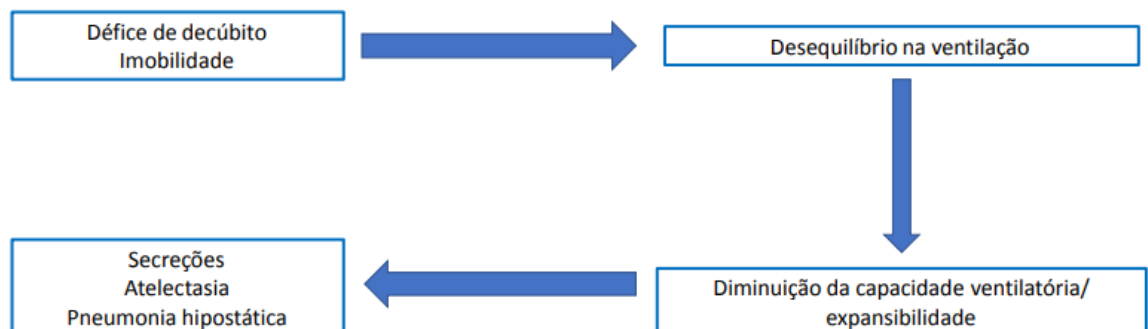 Défice de decúbito
Imobilidade
Desequilíbrio na ventilação
Diminuição da capacidade ventilatória/
expansibilidade
Secreções
Atelectasia
Pneumonia hipostática